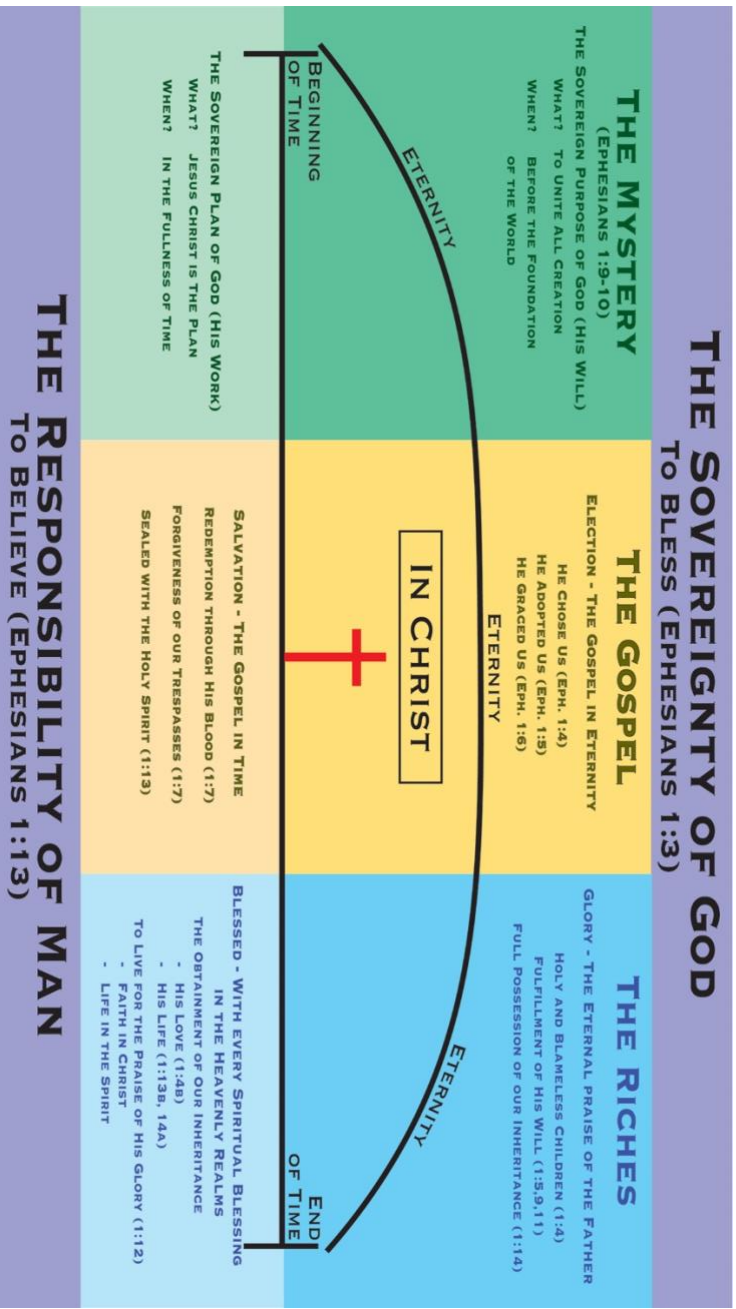 THE SOVEREIGNTY OF GOD
TO BLESS (EPHESIANS 1:3)
THE MYSTERY
(EPHESIANS 1:9-10)
THE SOVEREIGN PURPOSE OF GOD (HIS WILL)
WHAT? TO UNITE ALL CREATION
WHEN? BEFORE THE FOUNDATION
OF THE WORLD
THE GOSPEL
ELECTION - THE GOSPEL IN ETERNITY
HE CHOSE US (EPH. 1:4)
HE ADOPTED US (EPH. 1:5)
HE GRACED US (EPH. 1:6)
THE RICHES
GLORY - THE ETERNAL PRAISE OF THE FATHER
HOLY AND BLAMELESS CHILDREN (1:4)
FULFILLMENT OF HIS WILL (1:5,9,11)
FULL POSSESSION OF OUR INHERITANCE (1:14)
ETERNITY
ETERNITY
ETERNITY
IN CHRIST
BEGINNING
OF TIME
END
OF TIME
THE SOVEREIGN PLAN OF GOD (HIS WORK)
WHAT? JESUS CHRIST IS THE PLAN
WHEN? IN THE FULLNESS OF TIME
SALVATION - THE GOSPEL IN TIME
REDEMPTION THROUGH HIS BLOOD (1:7)
FORGIVENESS OF OUR TRESPASSES (1:7)
SEALED WITH THE HOLY SPIRIT (1:13)
BLESSED - WITH EVERY SPIRITUAL BLESSING
IN THE HEAVENLY REALMS
THE OBTAINMENT OF OUR INHERITANCE
- HIS LOVE (1:4B)
- HIS LIFE (1:13B, 14A)
TO LIVE FOR THE PRAISE OF HIS GLORY (1:12)
- FAITH IN CHRIST
- LIFE IN THE SPIRIT
THE RESPONSIBILITY OF MAN
TO BELIEVE (EPHESIANS 1:13)